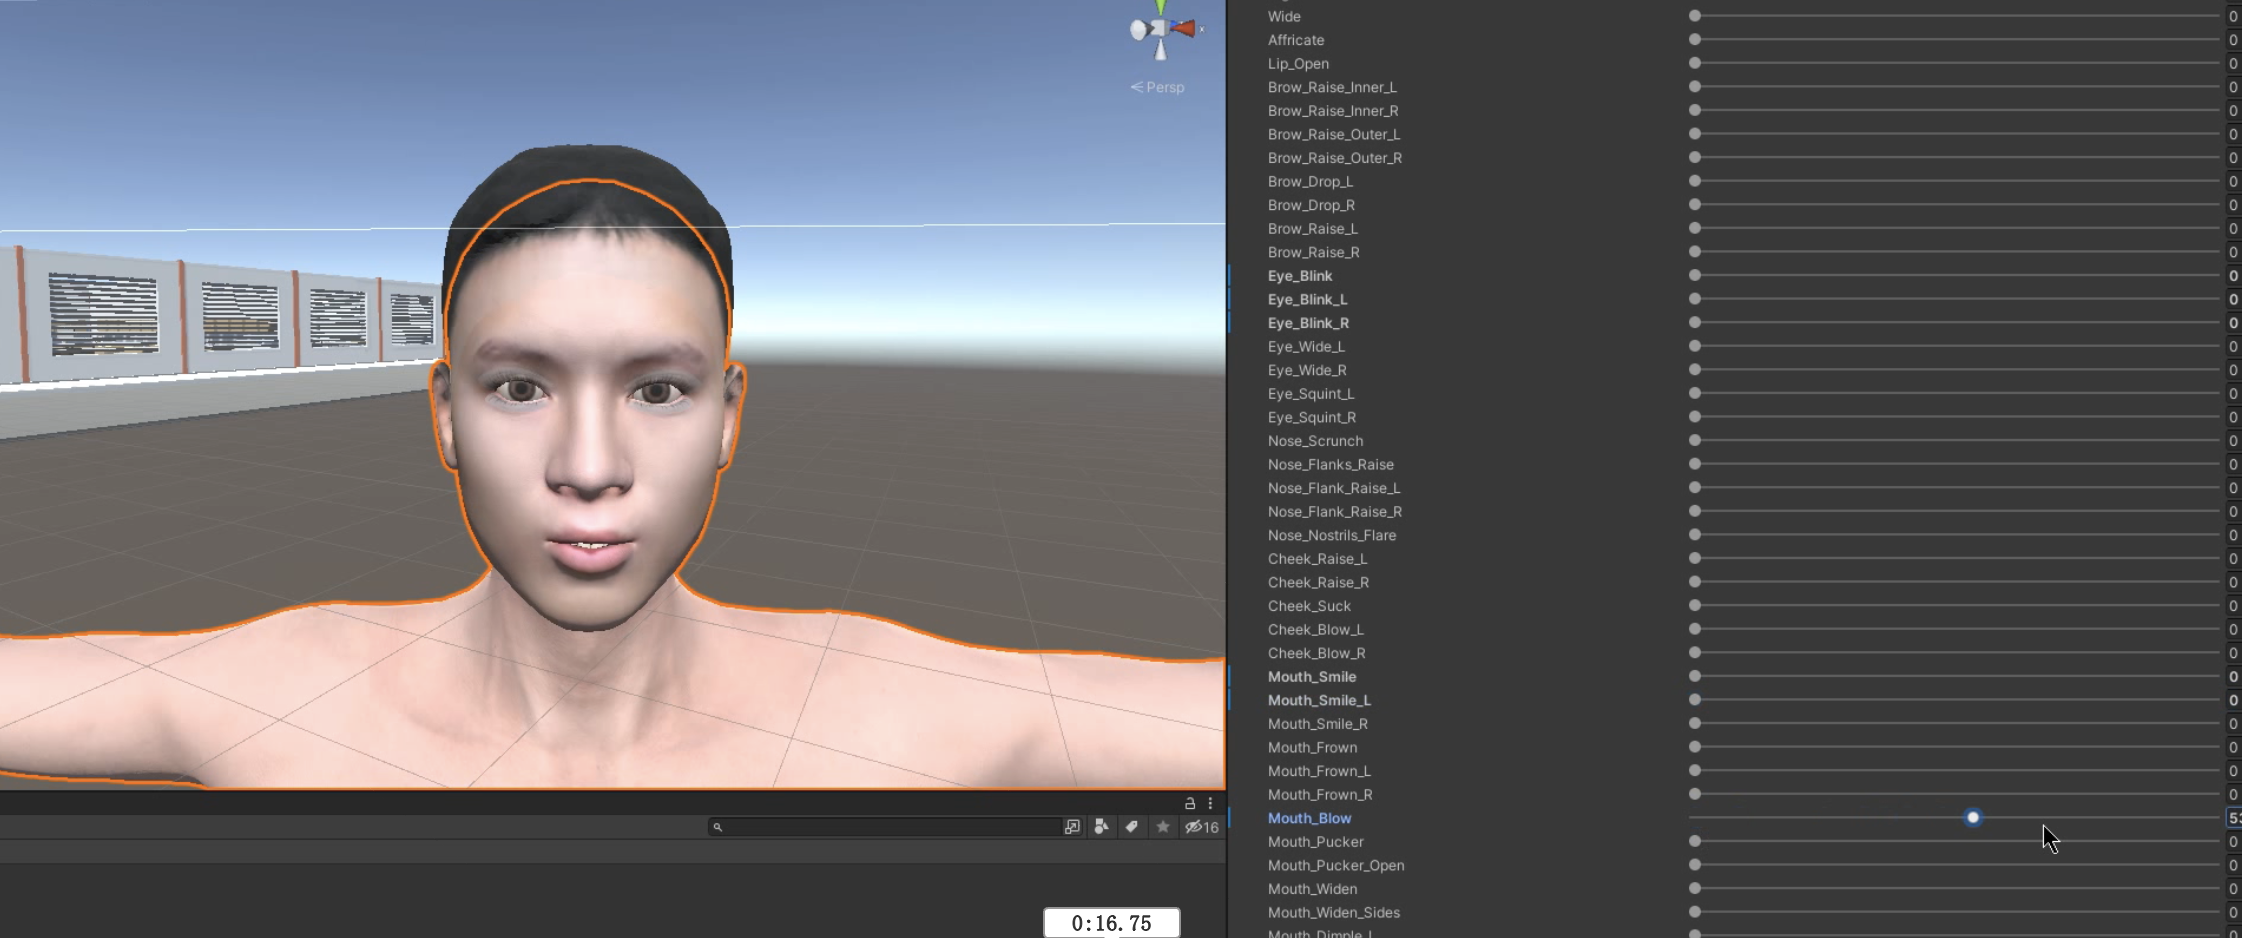 x
< Persp
16
0:16.75
Wide 0
Affricate 0
Lip_Open 0
Brow_Raise_Inner_L 0
Brow_Raise_Inner_R 0
Brow_Raise_Outer_L 0
Brow_Raise_Outer_R 0
Brow_Drop_L 0
Brow_Drop_R 0
Brow_Raise_L 0
Brow_Raise_R 0
Eye_Blink 0
Eye_Blink_L 0
Eye_Blink_R 0
Eye_Wide_L 0
Eye_Wide_R 0
Eye_Squint_L 0
Eye_Squint_R 0
Nose_Scrunch 0
Nose_Flanks_Raise 0
Nose_Flank_Raise_L 0
Nose_Flank_Raise_R 0
Nose_Nostrils_Flare 0
Cheek_Raise_L 0
Cheek_Raise_R 0
Cheek_Suck 0
Cheek_Blow_L 0
Cheek_Blow_R 0
Mouth_Smile 0
Mouth_Smile_L 0
Mouth_Smile_R 0
Mouth_Frown 0
Mouth_Frown_L 0
Mouth_Frown_R 0
Mouth_Blow 53
Mouth_Pucker 0
Mouth_Pucker_Open 0
Mouth_Widen 0
Mouth_Widen_Sides 0
Mouth_Dimple_L 0